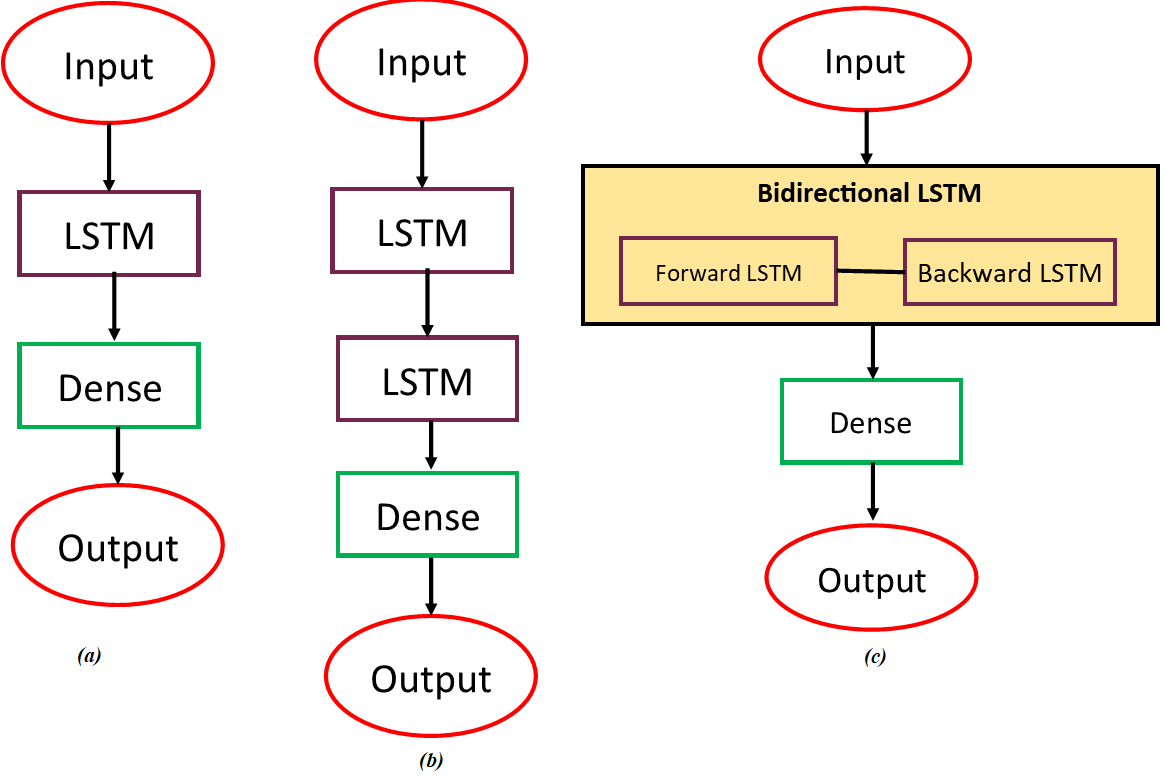 Input
LSTM
Dense
Output
(a)
Input
LSTM
LSTM
Dense
Output
(b)
Input
Bidirectional LSTM
Forward LSTM
Backward LSTM
Dense
Output
(c)